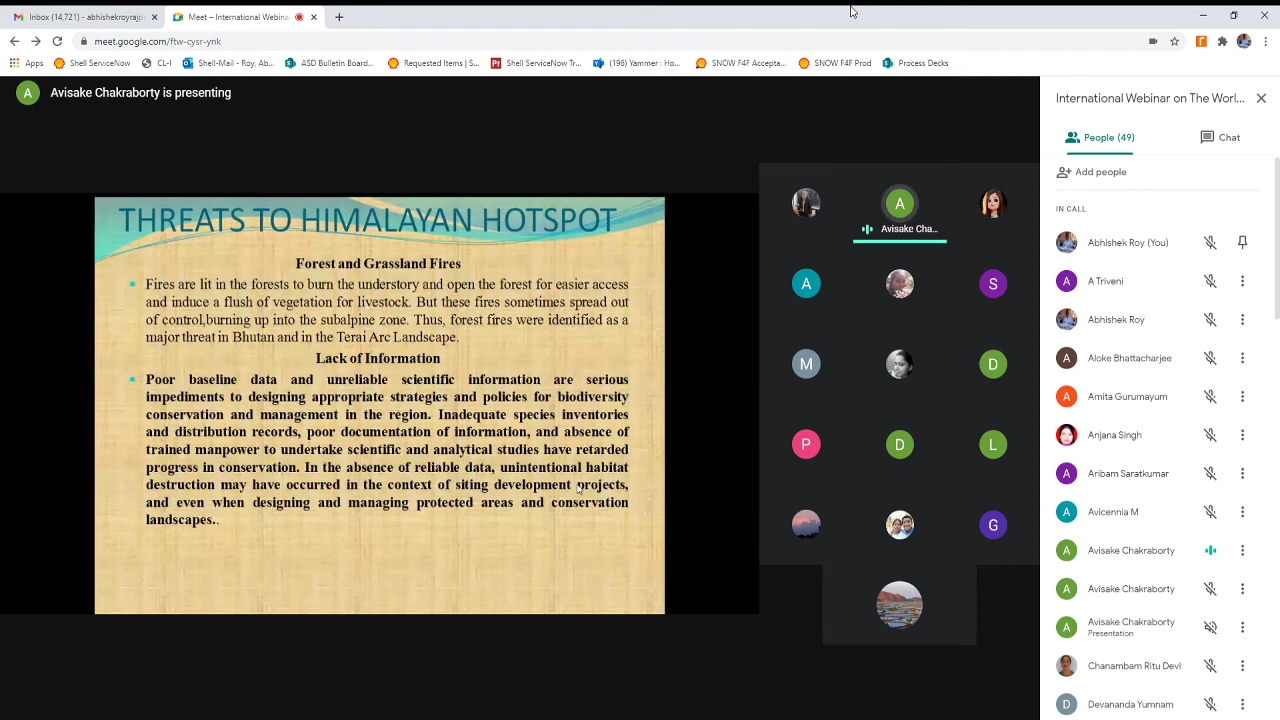 Inbox (14,721) - abhishekroyrajp
Meet – International Webinar
meet.google.com/ftw-cysr-ynk
Apps
Shell ServiceNow
CL-I
Shell-Mail - Roy, Ab...
ASD Bulletin Board...
Requested Items | S...
Shell ServiceNow Tr...
(196) Yammer : Ho...
SNOW F4F Accepta...
SNOW F4F Prod
Process Decks
A
Avisake Chakraborty is presenting
THREATS TO HIMALAYAN HOTSPOT
Forest and Grassland Fires
Fires are lit in the forests to burn the understory and open the forest for easier access
and induce a flush of vegetation for livestock. But these fires sometimes spread out
of control,burning up into the subalpine zone. Thus, forest fires were identified as a
major threat in Bhutan and in the Terai Arc Landscape.
Lack of Information
Poor baseline data and unreliable scientific information are serious
impediments to designing appropriate strategies and policies for biodiversity
conservation and management in the region. Inadequate species inventories
and distribution records, poor documentation of information, and absence of
trained manpower to undertake scientific and analytical studies have retarded
progress in conservation. In the absence of reliable data, unintentional habitat
destruction may have occurred in the context of siting development projects,
and even when designing and managing protected areas and conservation
landscapes..
A
Avisake Cha...
A
S
M
D
P
D
L
G
International Webinar on The Worl...
People (49)
Chat
Add people
IN CALL
Abhishek Roy (You)
A
A Triveni
Abhishek Roy
A
Aloke Bhattacharjee
A
Amita Gurumayum
Anjana Singh
A
Aribam Saratkumar
A
Avicennia M
A
Avisake Chakraborty
A
Avisake Chakraborty
A
Avisake Chakraborty
Presentation
Chanambam Ritu Devi
D
Devananda Yumnam